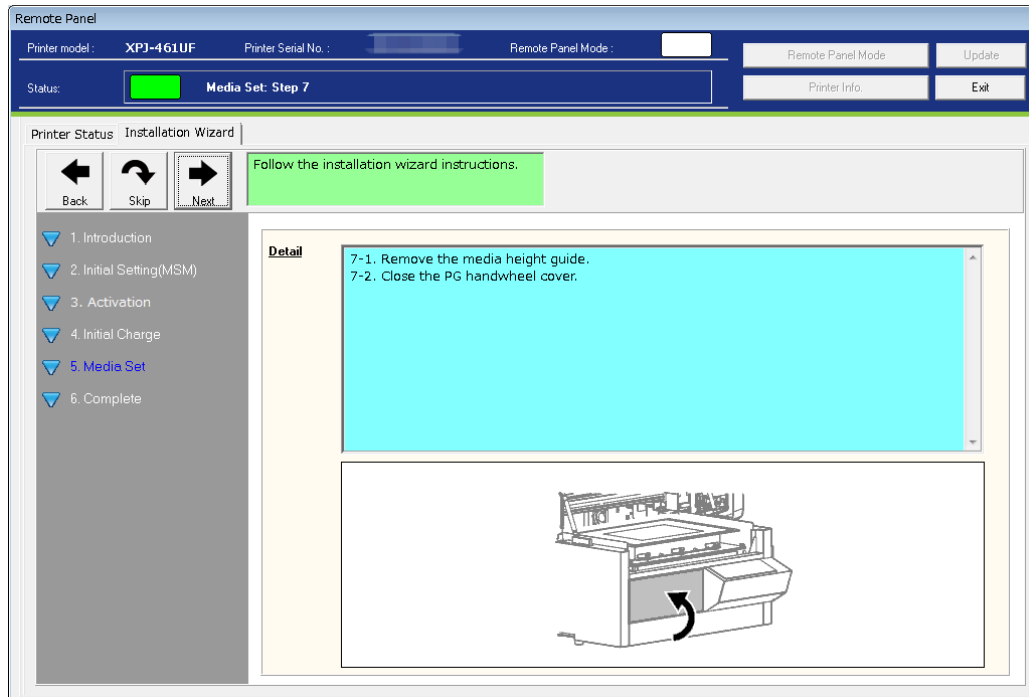 Remote Panel
Printer model : XPJ-461UF Printer Serial No. : Remote Panel Mode :
Remote Panel Mode Update
Status: Media Set: Step 7
Printer Info. Exit
Printer Status Installation Wizard
Back Skip Next
Follow the installation wizard instructions.
1. Introduction
2. Initial Setting(MSM)
3. Activation
4. Initial Charge
5. Media Set
6. Complete
Detail
7-1. Remove the media height guide.
7-2. Close the PG handwheel cover.